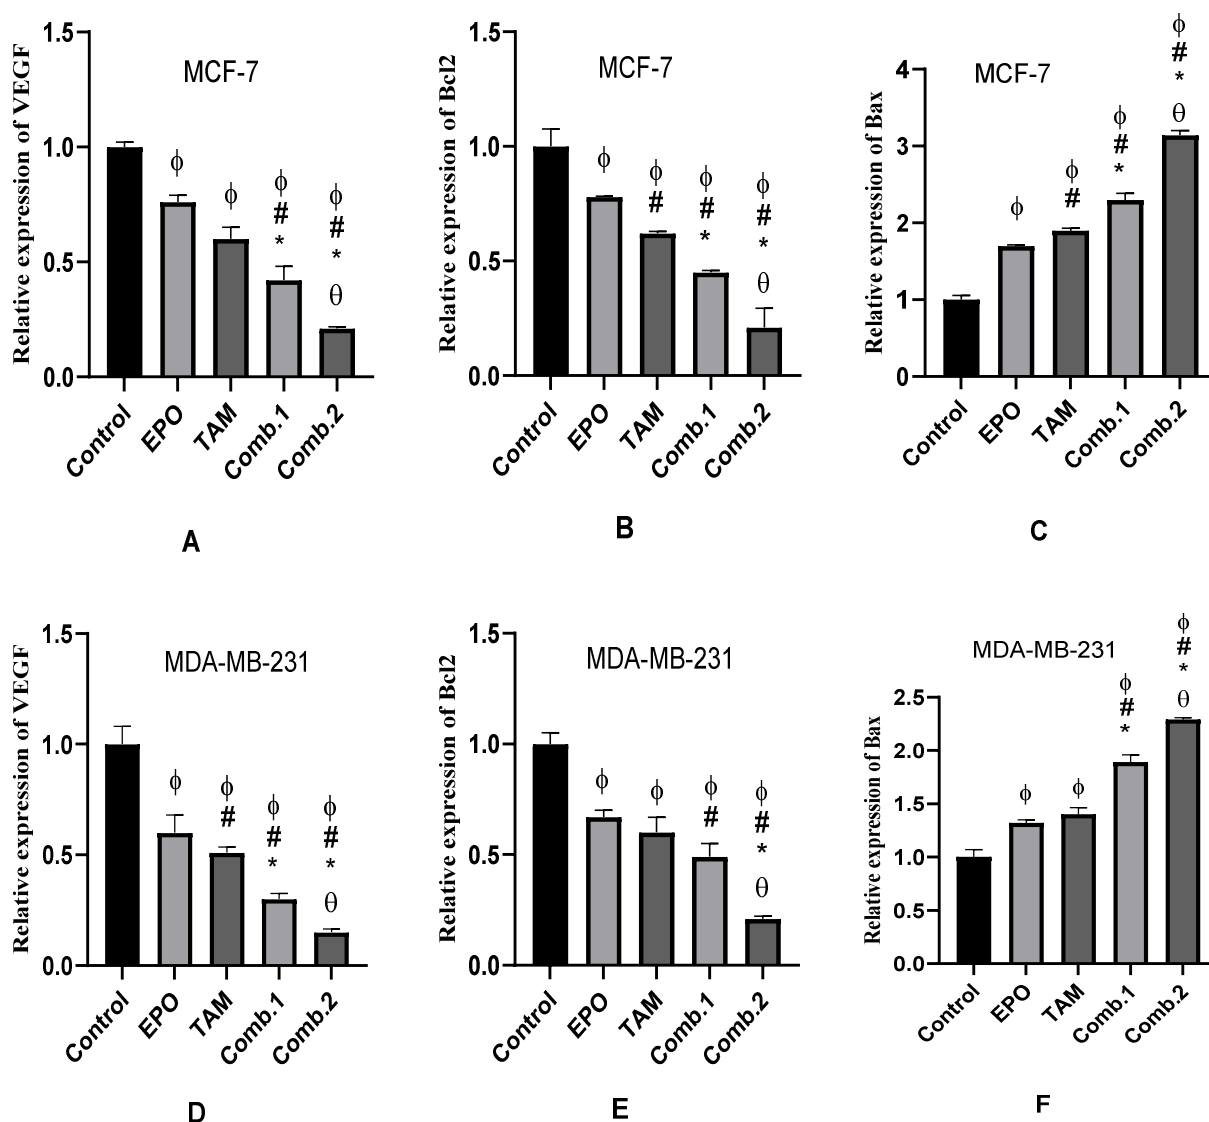 Relative expression of VEGF
MCF-7
1.5
1.0
0.5
0.0
ϕ
ϕ
ϕ
#
*
ϕ
#
*
θ
Control
EPO
TAM
Comb.1
Comb.2
A
Relative expression of Bcl2
MCF-7
1.5
1.0
0.5
0.0
ϕ
ϕ
#
ϕ
#
*
ϕ
#
*
θ
Control
EPO
TAM
Comb.1
Comb.2
B
Relative expression of Bax
MCF-7
4
3
2
1
0
ϕ
ϕ
#
ϕ
#
*
ϕ
#
*
θ
Control
EPO
TAM
Comb.1
Comb.2
C
Relative expression of VEGF
MDA-MB-231
1.5
1.0
0.5
0.0
ϕ
ϕ
#
ϕ
#
*
ϕ
#
*
θ
Control
EPO
TAM
Comb.1
Comb.2
D
Relative expression of Bcl2
MDA-MB-231
1.5
1.0
0.5
0.0
ϕ
ϕ
ϕ
#
ϕ
#
*
θ
Control
EPO
TAM
Comb.1
Comb.2
E
Relative expression of Bax
MDA-MB-231
2.5
2.0
1.5
1.0
0.5
0.0
ϕ
ϕ
ϕ
#
*
ϕ
#
*
θ
Control
EPO
TAM
Comb.1
Comb.2
F